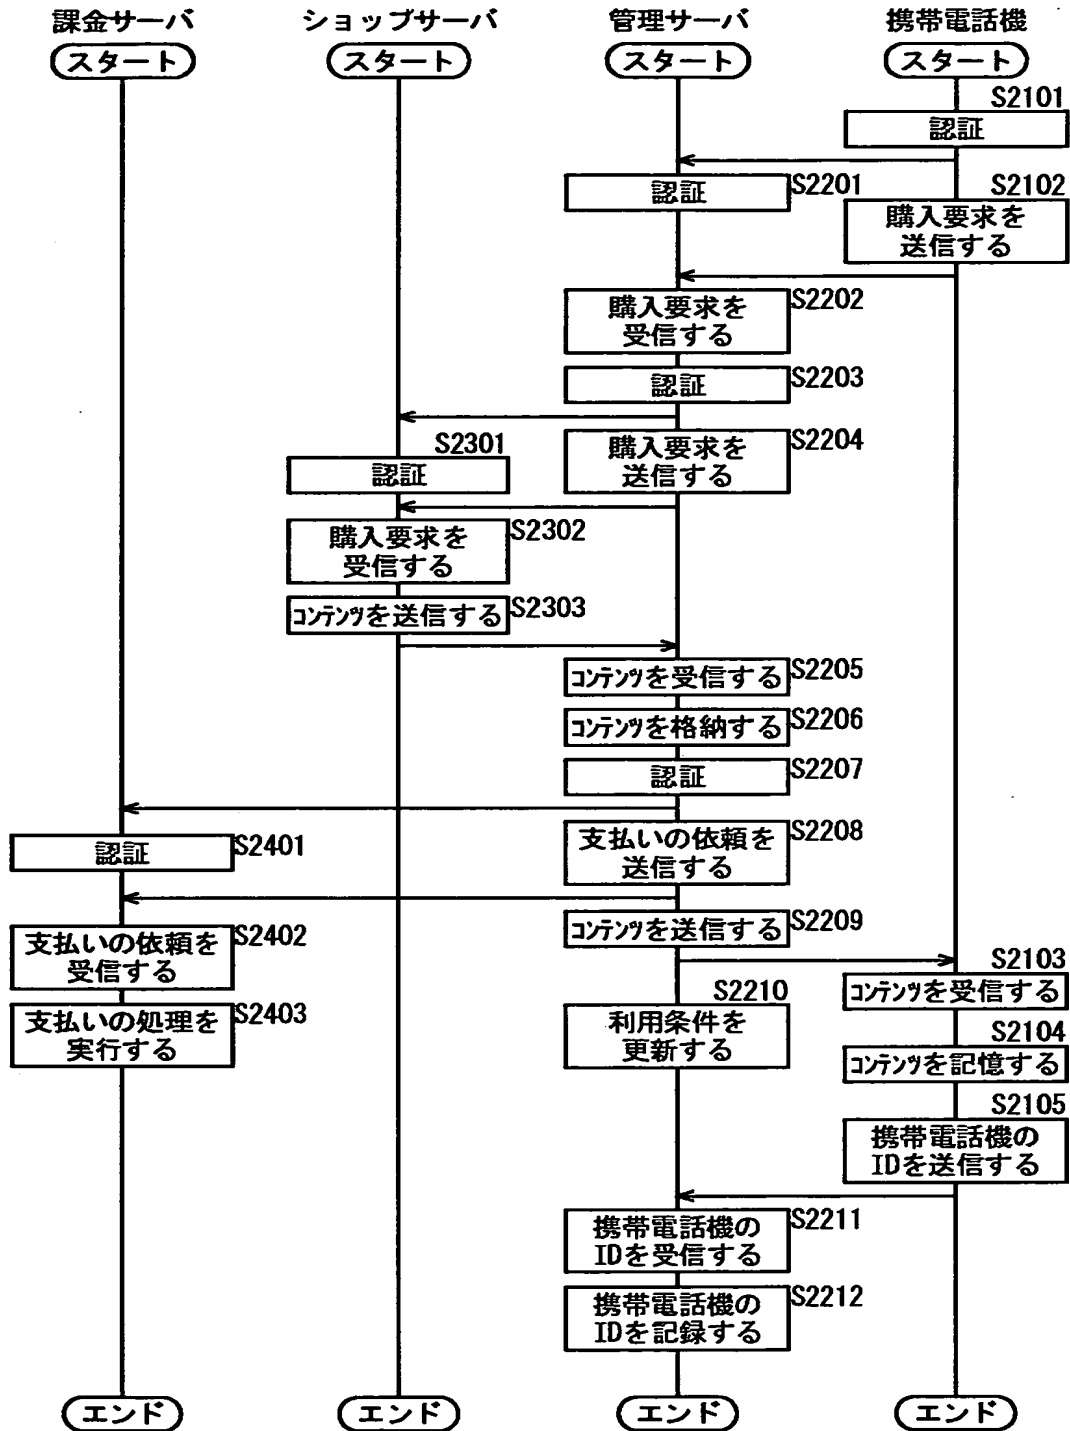 課金サーバ
ショップサーバ
管理サーバ
携帯電話機
スタート
スタート
スタート
スタート
S2101
認証
認証
S2201
S2102
購入要求を
送信する
購入要求を
受信する
S2202
認証
S2203
購入要求を
送信する
S2204
S2301
認証
購入要求を
受信する
S2302
コンテンツを送信する
S2303
コンテンツを受信する
S2205
コンテンツを格納する
S2206
認証
S2207
支払いの依頼を
送信する
S2208
認証
S2401
コンテンツを送信する
S2209
支払いの依頼を
受信する
S2402
S2103
コンテンツを受信する
S2210
利用条件を
更新する
支払いの処理を
実行する
S2403
S2104
コンテンツを記憶する
S2105
携帯電話機の
IDを送信する
携帯電話機の
IDを受信する
S2211
携帯電話機の
IDを記録する
S2212
エンド
エンド
エンド
エンド